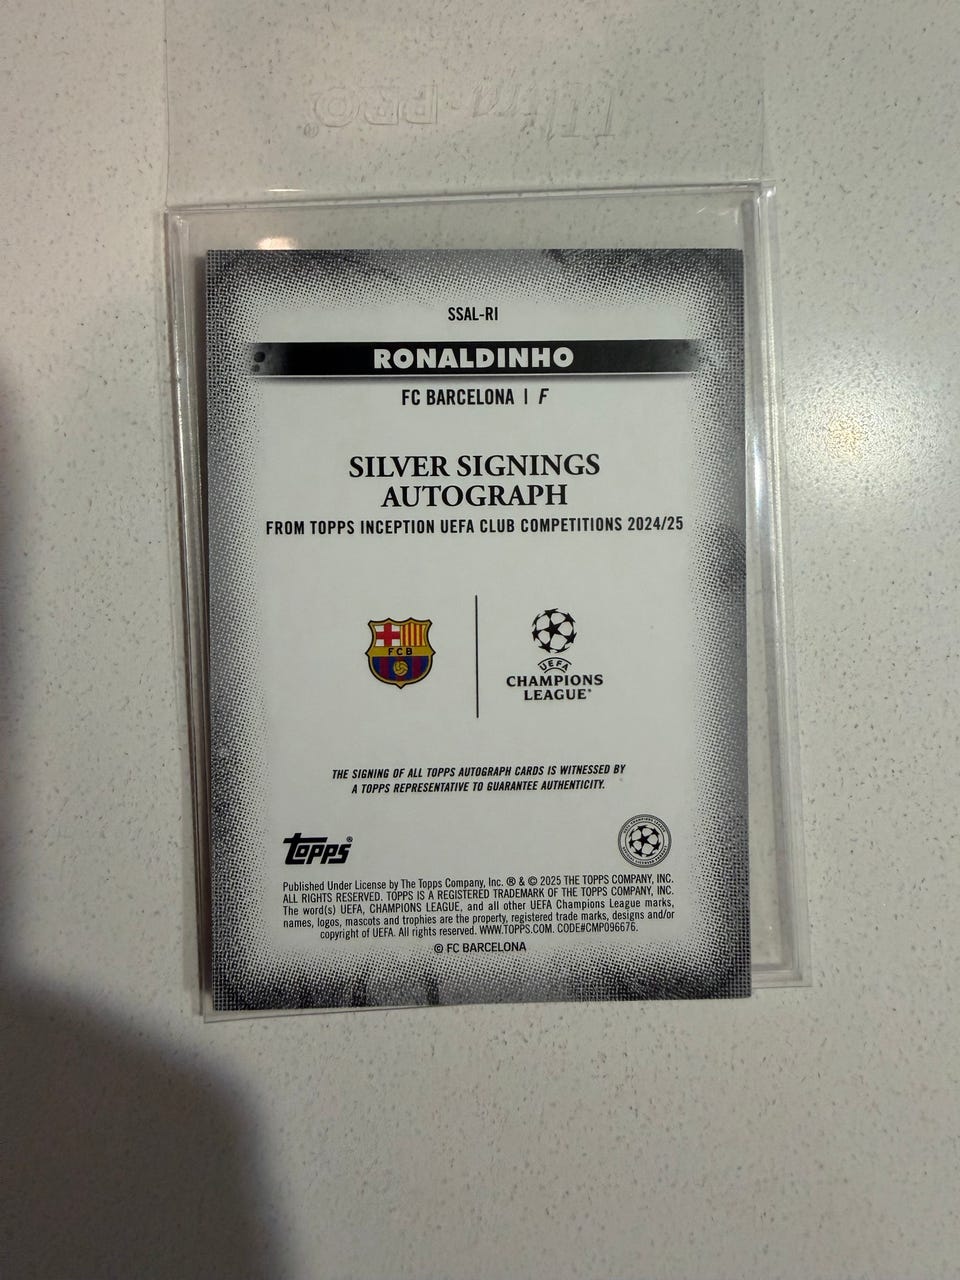 Ultra·PRO®
SSAL-RI
RONALDINHO
FC BARCELONA | F
SILVER SIGNINGS
AUTOGRAPH
FROM TOPPS INCEPTION UEFA CLUB COMPETITIONS 2024/25
FCB
UEFA
CHAMPIONS
LEAGUE®
THE SIGNING OF ALL TOPPS AUTOGRAPH CARDS IS WITNESSED BY
A TOPPS REPRESENTATIVE TO GUARANTEE AUTHENTICITY.
topps®
Published Under License by The Topps Company, Inc. ® & © 2025 THE TOPPS COMPANY, INC.
ALL RIGHTS RESERVED. TOPPS IS A REGISTERED TRADEMARK OF THE TOPPS COMPANY, INC.
The word(s) UEFA, CHAMPIONS LEAGUE, and all other UEFA Champions League marks,
names, logos, mascots and trophies are the property, registered trade marks, designs and/or
copyright of UEFA. All rights reserved. WWW.TOPPS.COM. CODE#CMP096676.
© FC BARCELONA